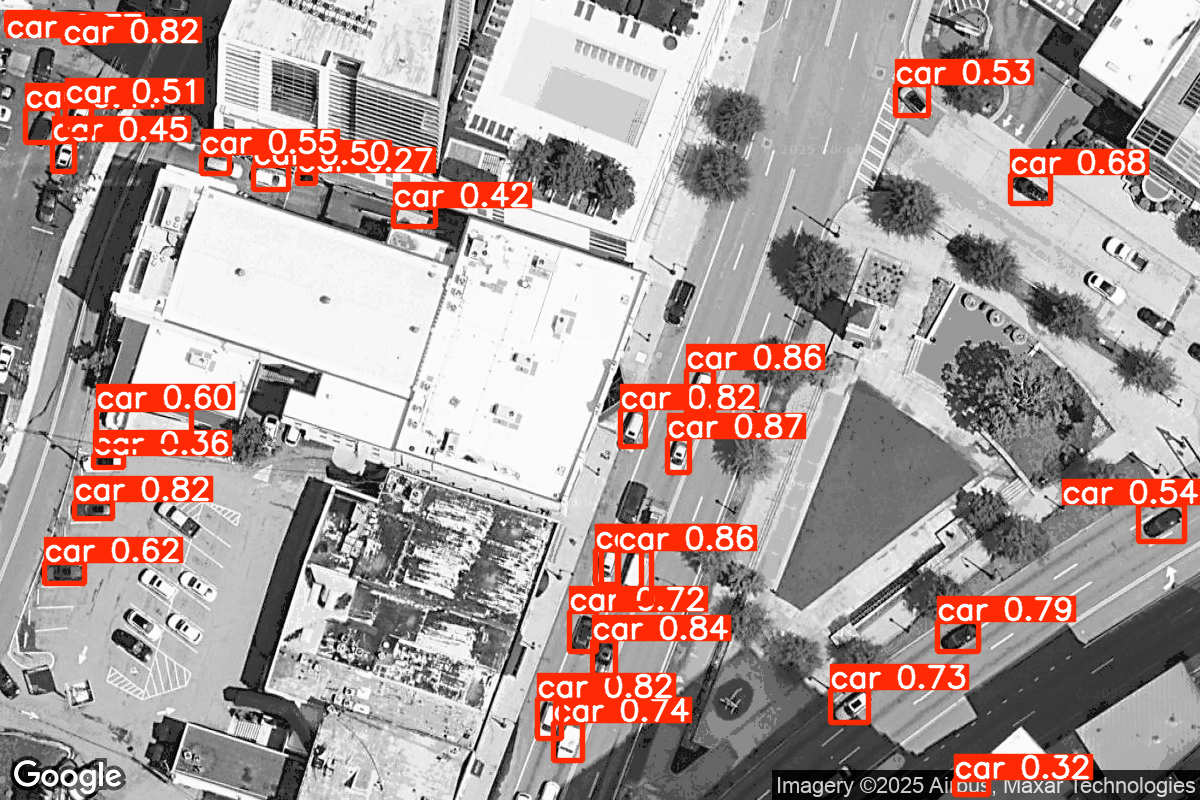 car 0.82
car 0.51
car 0.45
car 0.53
car 0.55
0.27
car 0.68
car 0.42
car 0.86
car 0.60
car 0.82
car 0.87
car 0.36
car 0.82
car 0.54
car 0.86
car 0.62
car 0.72
car 0.79
car 0.84
car 0.73
car 0.82
car 0.74
car 0.32
Google
Imagery ©2025 Airbus, Maxar Technologies